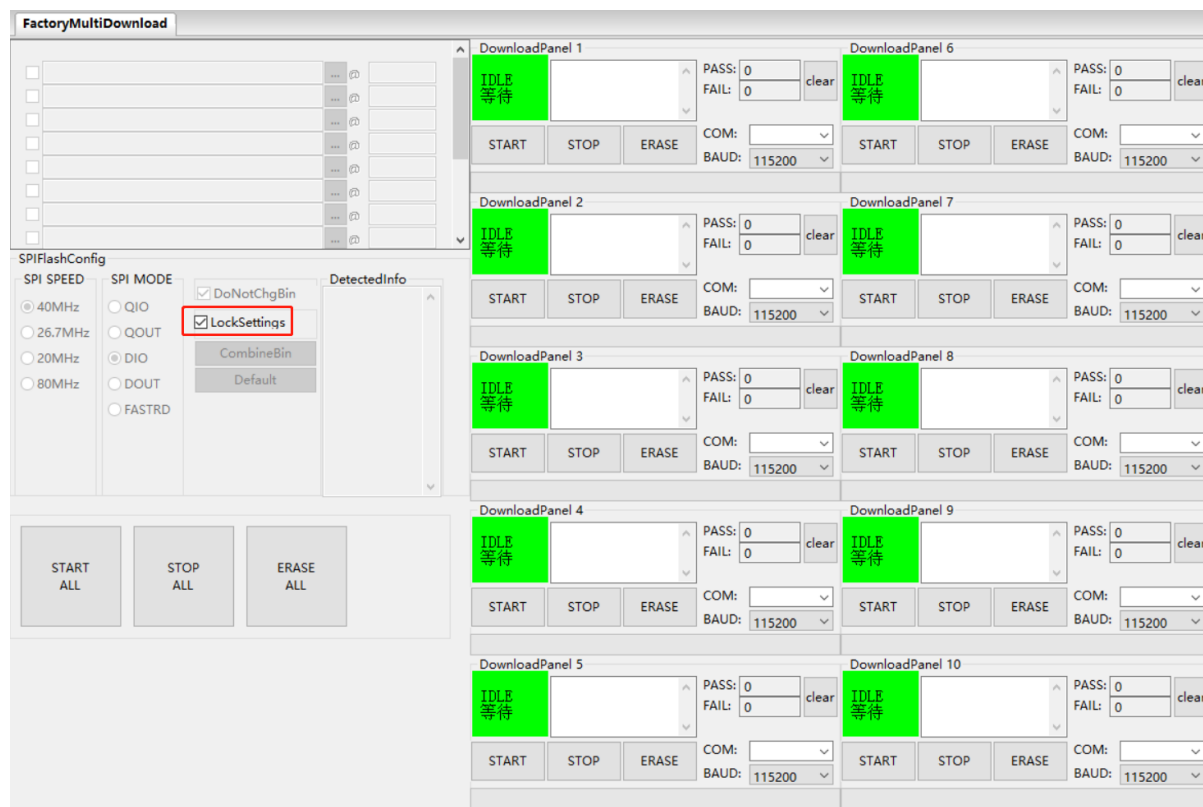 FactoryMultiDownload
... @
... @
... @
... @
... @
... @
... @
... @
SPIFlashConfig
SPI SPEED
40MHz
26.7MHz
20MHz
80MHz
SPI MODE
QIO
QOUT
DIO
DOUT
FASTRD
DoNotChgBin
LockSettings
CombineBin
Default
DetectedInfo
START
ALL
STOP
ALL
ERASE
ALL
DownloadPanel 1
IDLE
等待
PASS: 0
FAIL: 0
clear
START STOP ERASE
COM:
BAUD: 115200
DownloadPanel 2
IDLE
等待
PASS: 0
FAIL: 0
clear
START STOP ERASE
COM:
BAUD: 115200
DownloadPanel 3
IDLE
等待
PASS: 0
FAIL: 0
clear
START STOP ERASE
COM:
BAUD: 115200
DownloadPanel 4
IDLE
等待
PASS: 0
FAIL: 0
clear
START STOP ERASE
COM:
BAUD: 115200
DownloadPanel 5
IDLE
等待
PASS: 0
FAIL: 0
clear
START STOP ERASE
COM:
BAUD: 115200
DownloadPanel 6
IDLE
等待
PASS: 0
FAIL: 0
clear
START STOP ERASE
COM:
BAUD: 115200
DownloadPanel 7
IDLE
等待
PASS: 0
FAIL: 0
clear
START STOP ERASE
COM:
BAUD: 115200
DownloadPanel 8
IDLE
等待
PASS: 0
FAIL: 0
clear
START STOP ERASE
COM:
BAUD: 115200
DownloadPanel 9
IDLE
等待
PASS: 0
FAIL: 0
clear
START STOP ERASE
COM:
BAUD: 115200
DownloadPanel 10
IDLE
等待
PASS: 0
FAIL: 0
clear
START STOP ERASE
COM:
BAUD: 115200